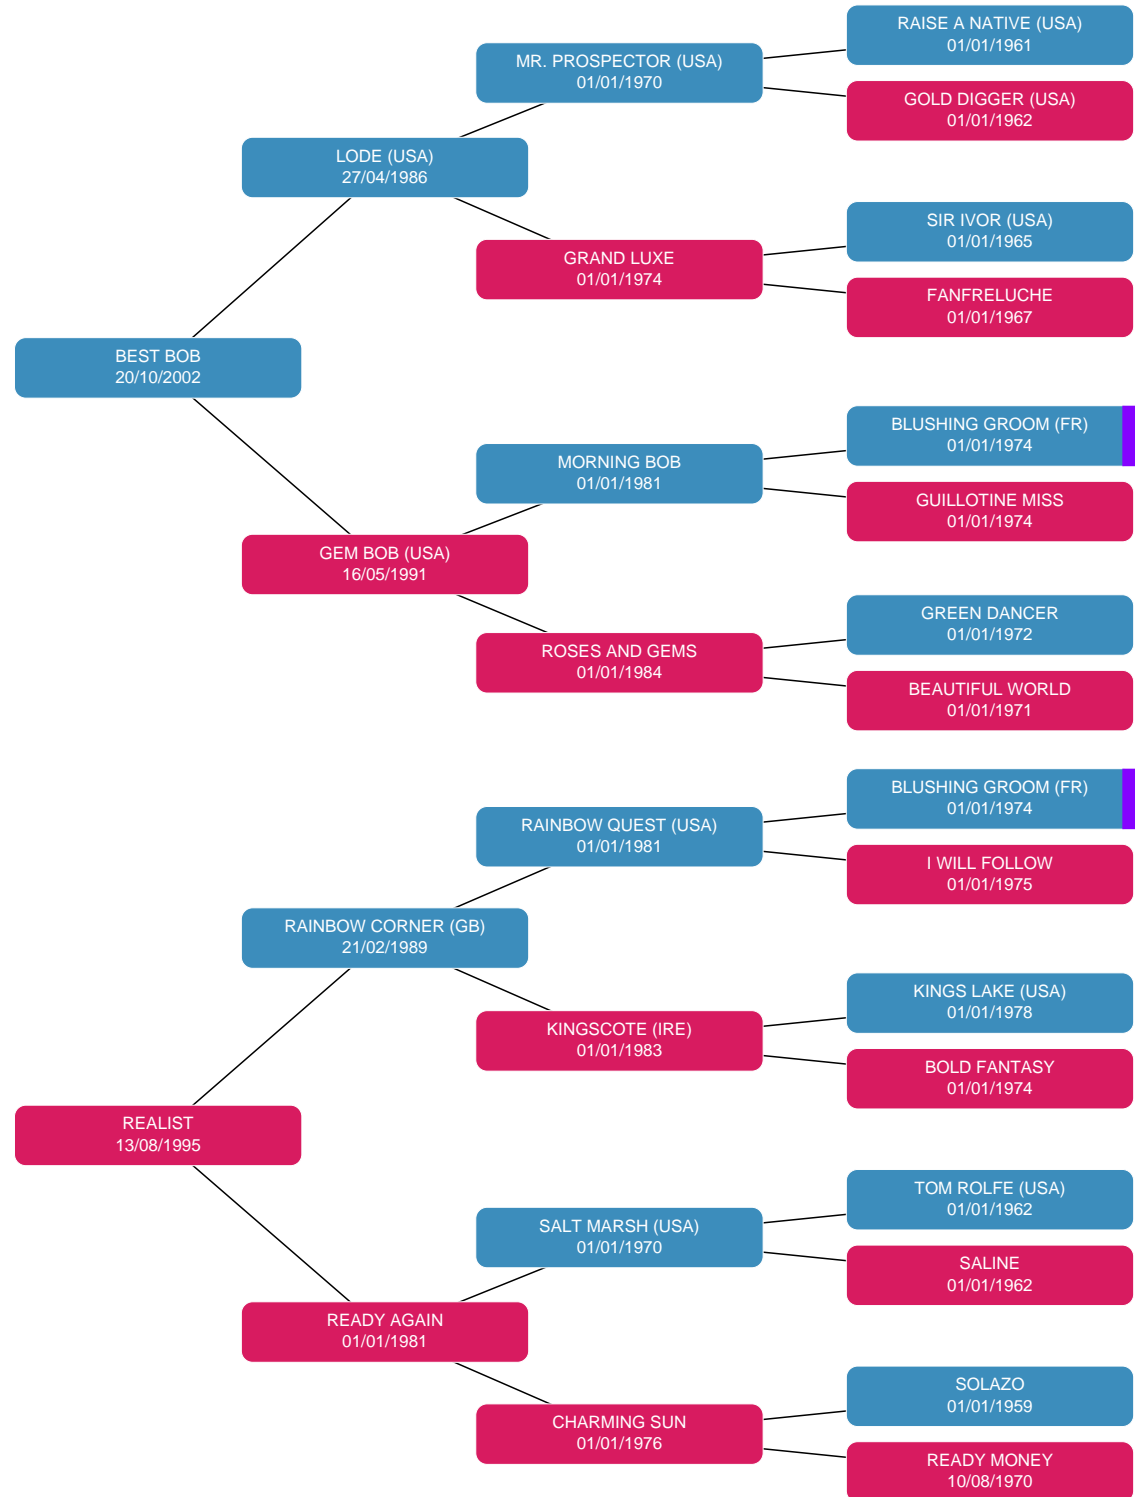 RAISE A NATIVE (USA)
01/01/1961
MR. PROSPECTOR (USA)
01/01/1970
GOLD DIGGER (USA)
01/01/1962
LODE (USA)
27/04/1986
SIR IVOR (USA)
01/01/1965
GRAND LUXE
01/01/1974
FANFRELUCHE
01/01/1967
BEST BOB
20/10/2002
BLUSHING GROOM (FR)
01/01/1974
MORNING BOB
01/01/1981
GUILLOTINE MISS
01/01/1974
GEM BOB (USA)
16/05/1991
GREEN DANCER
01/01/1972
ROSES AND GEMS
01/01/1984
BEAUTIFUL WORLD
01/01/1971
BLUSHING GROOM (FR)
01/01/1974
RAINBOW QUEST (USA)
01/01/1981
I WILL FOLLOW
01/01/1975
RAINBOW CORNER (GB)
21/02/1989
KINGS LAKE (USA)
01/01/1978
KINGSCOTE (IRE)
01/01/1983
BOLD FANTASY
01/01/1974
REALIST
13/08/1995
TOM ROLFE (USA)
01/01/1962
SALT MARSH (USA)
01/01/1970
SALINE
01/01/1962
READY AGAIN
01/01/1981
SOLAZO
01/01/1959
CHARMING SUN
01/01/1976
READY MONEY
10/08/1970